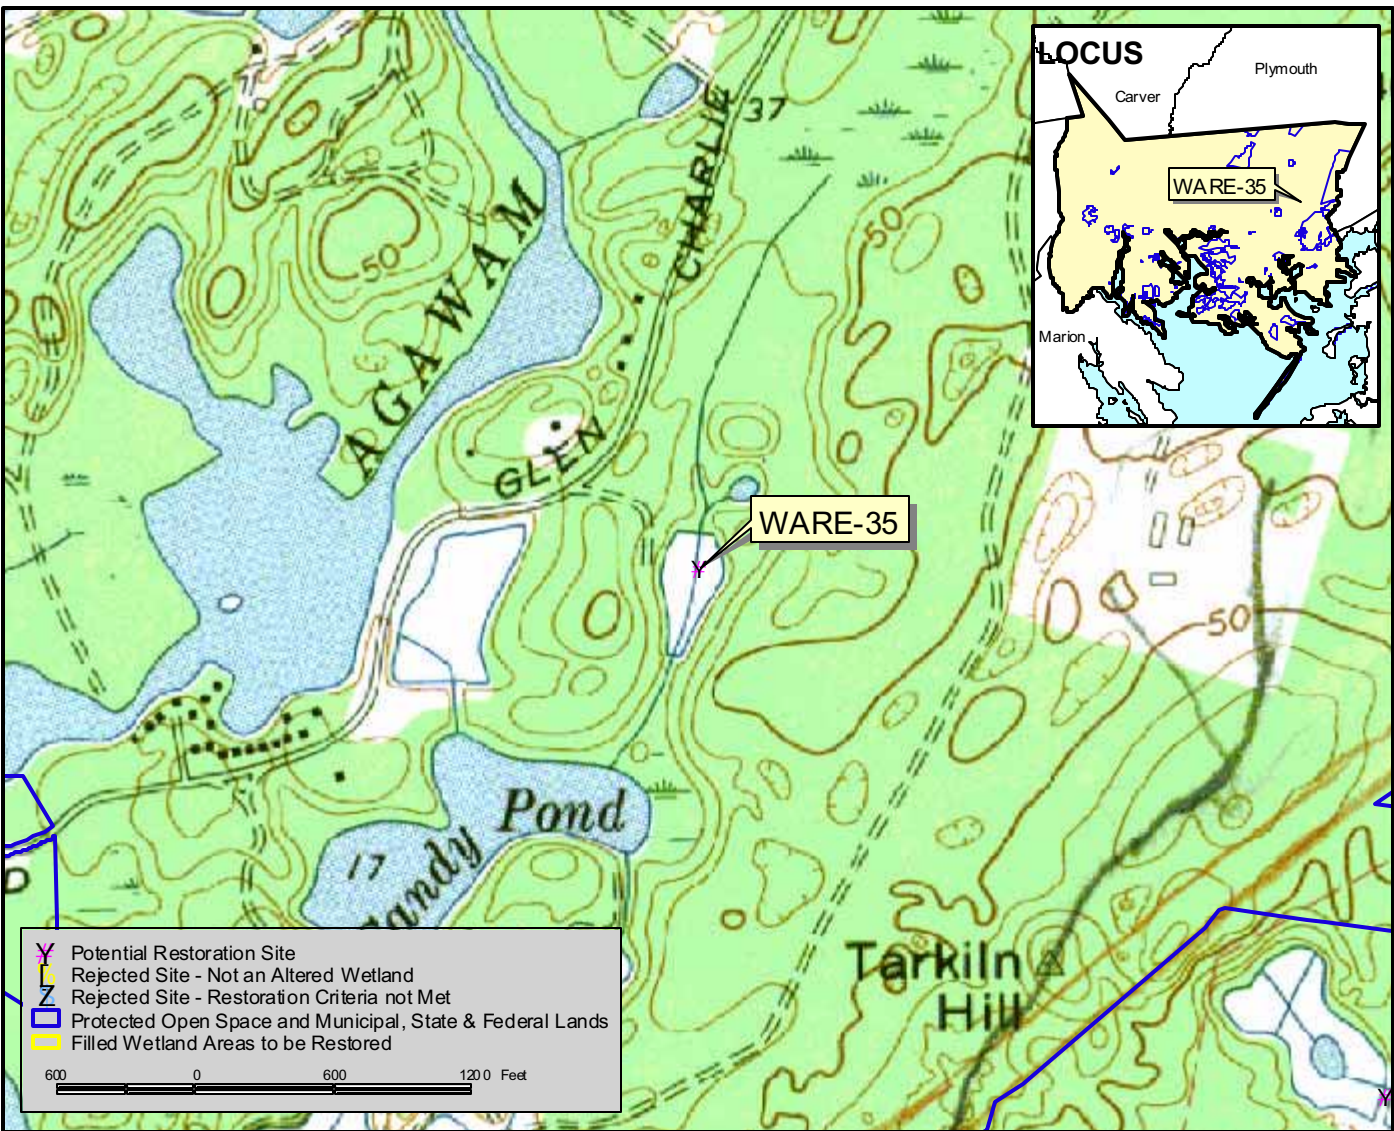 LOCUS
Plymouth
Carver
WARE-35
Marion
37
CHARLIE
GLEN
AGAWAM
50
50
WARE-35
50
Pond
Sandy
17
Tarkiln
Hill
Y Potential Restoration Site
Rejected Site - Not an Altered Wetland
Z Rejected Site - Restoration Criteria not Met
Protected Open Space and Municipal, State & Federal Lands
Filled Wetland Areas to be Restored
600 0 600 1200 Feet